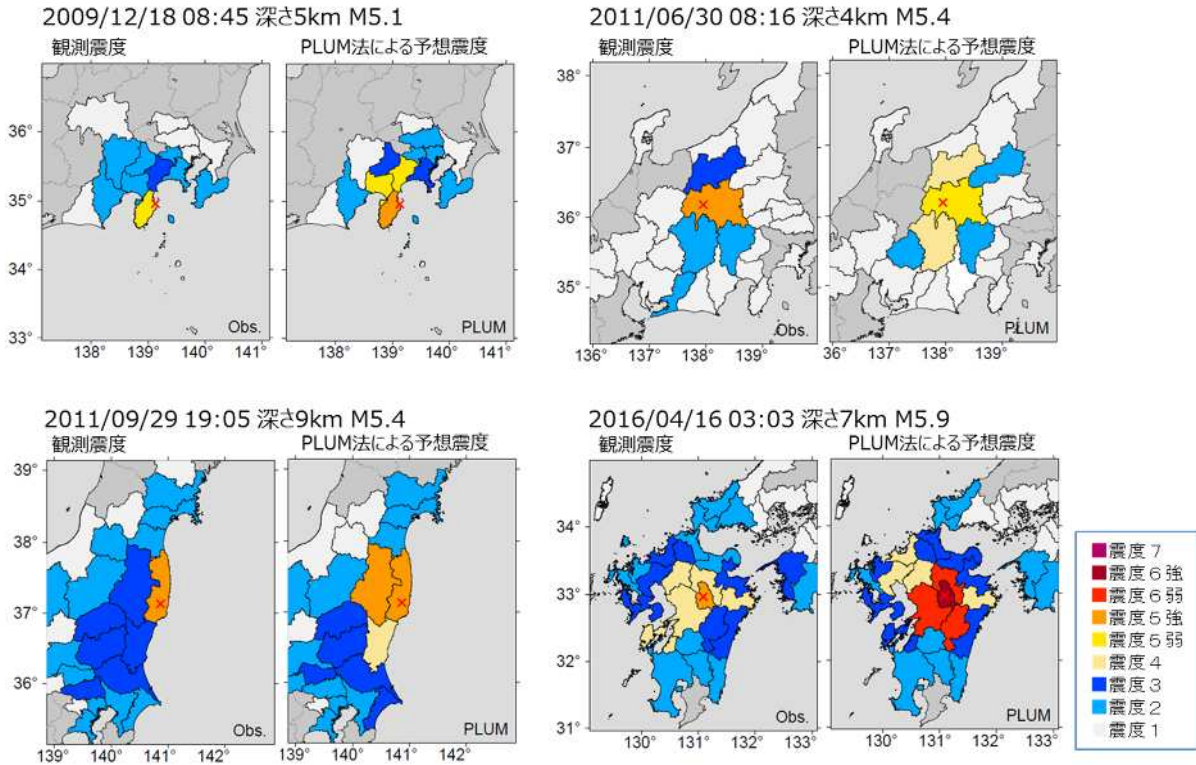 2009/12/18 08:45 深さ5km M5.1
観測震度
PLUM法による予想震度
36°
35°
34°
33°
Obs.
PLUM
138° 139° 140° 141°
138° 139° 140° 141°
2011/06/30 08:16 深さ4km M5.4
観測震度
PLUM法による予想震度
38°
37°
36°
35°
Obs.
PLUM
136° 137° 138° 139°
136° 137° 138° 139°
2011/09/29 19:05 深さ9km M5.4
観測震度
PLUM法による予想震度
39°
38°
37°
36°
Obs.
PLUM
139° 140° 141° 142°
139° 140° 141° 142°
2016/04/16 03:03 深さ7km M5.9
観測震度
PLUM法による予想震度
34°
33°
32°
31°
Obs.
PLUM
130° 131° 132° 133°
130° 131° 132° 133°
震度７
震度６強
震度６弱
震度５強
震度５弱
震度４
震度３
震度２
震度１